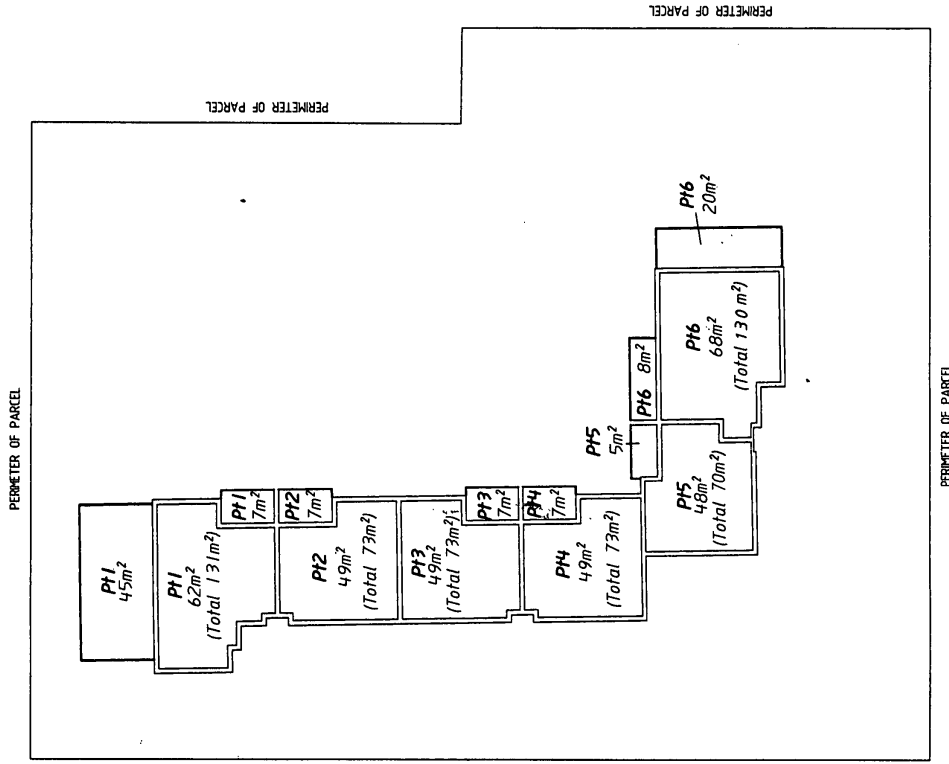 PERIMETER OF PARCEL
PERIMETER OF PARCEL
PERIMETER OF PARCEL
PERIMETER OF PARCEL
Pt6
20m²
Pt6
68m²
(Total 130 m²)
Pt6 8m²
Pt5
5m²
Pt5
48m²
(Total 70m²)
Pt1
45m²
Pt1
62m²
(Total 131m²)
Pt1
7m²
Pt2
7m²
Pt2
49m²
(Total 73m²)
Pt3
49m²
(Total 73m²)
Pt3
7m²
Pt4
7m²
Pt4
49m²
(Total 73m²)